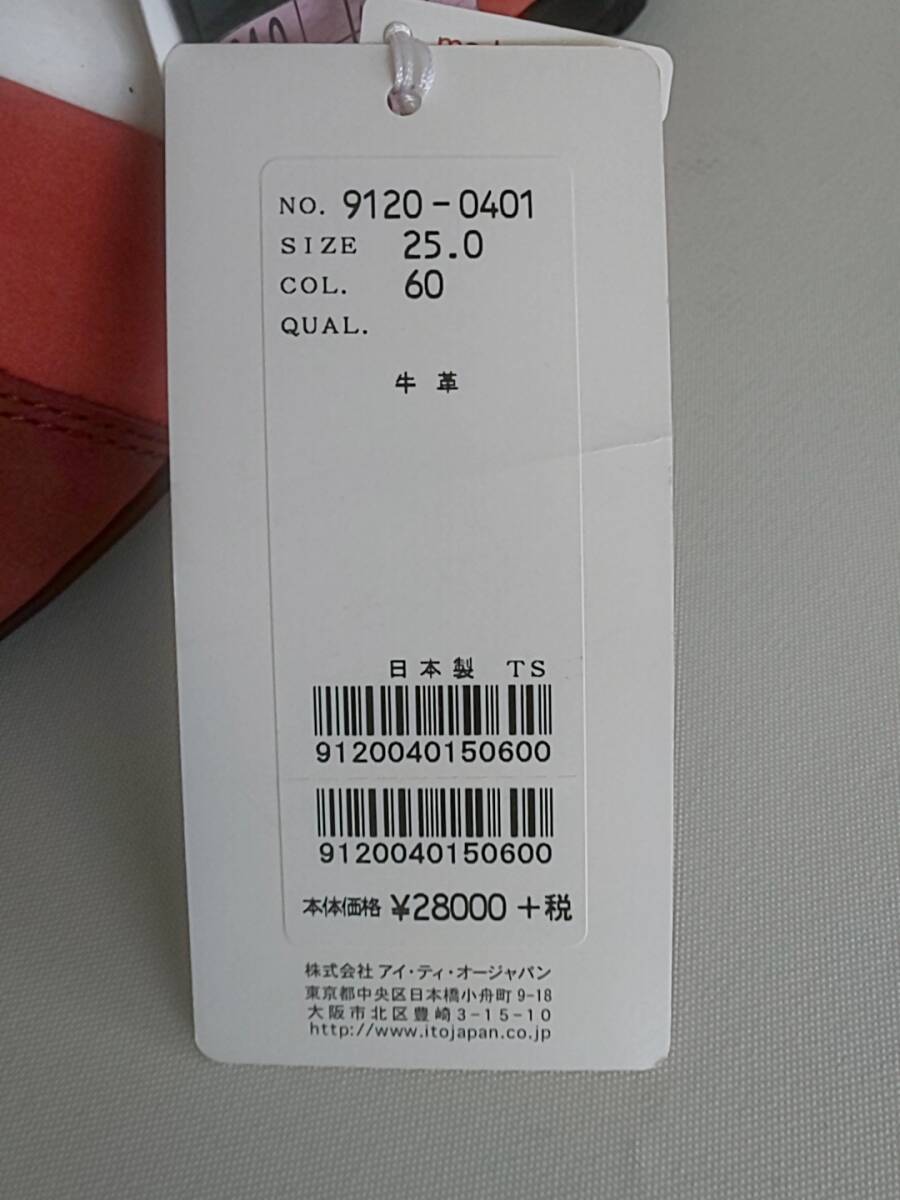 NO. 9120-0401
SIZE 25.0
COL. 60
QUAL.
牛革
日本製 TS
9120040150600
9120040150600
本体価格 ¥28000+税
株式会社 アイ・ティ・オージャパン
東京都中央区日本橋小舟町 9-18
大阪市北区豊崎3-15-10
http://www.itojapan.co.jp